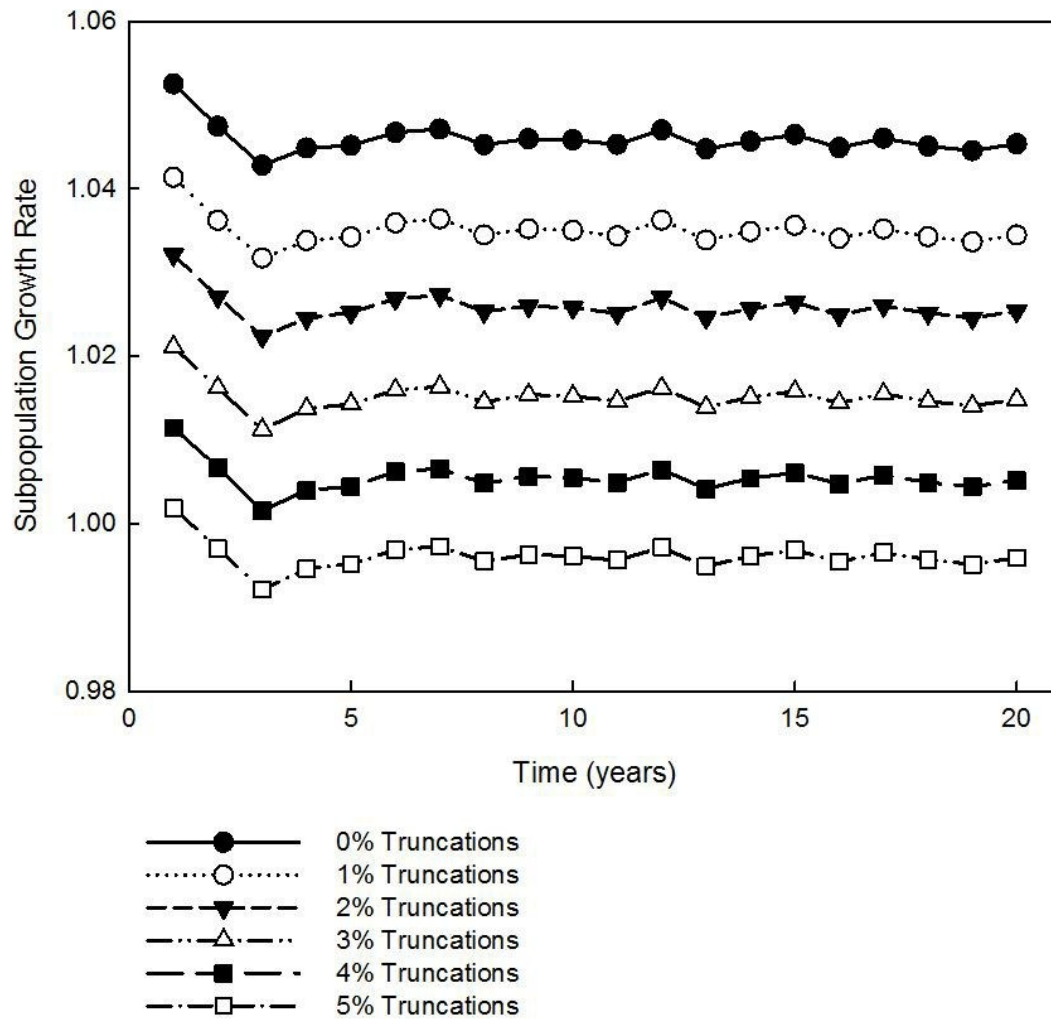 1.06
1.04
1.02
1.00
0.98
Subpopulation Growth Rate
0 5 10 15 20
Time (years)
0% Truncations
1% Truncations
2% Truncations
3% Truncations
4% Truncations
5% Truncations